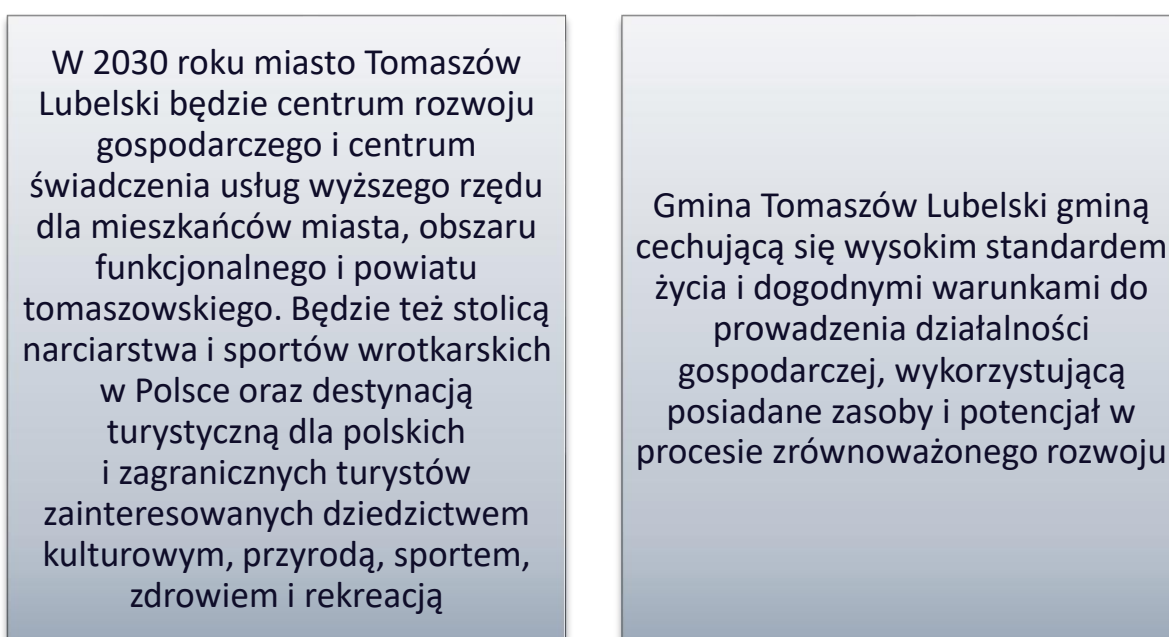 W 2030 roku miasto Tomaszów
Lubelski będzie centrum rozwoju
gospodarczego i centrum
świadczenia usług wyższego rzędu
dla mieszkańców miasta, obszaru
funkcjonalnego i powiatu
tomaszowskiego. Będzie też stolicą
narciarstwa i sportów wrotkarskich
w Polsce oraz destynacją
turystyczną dla polskich
i zagranicznych turystów
zainteresowanych dziedzictwem
kulturowym, przyrodą, sportem,
zdrowiem i rekreacją
Gmina Tomaszów Lubelski gminą
cechującą się wysokim standardem
życia i dogodnymi warunkami do
prowadzenia działalności
gospodarczej, wykorzystującą
posiadane zasoby i potencjał w
procesie zrównoważonego rozwoju